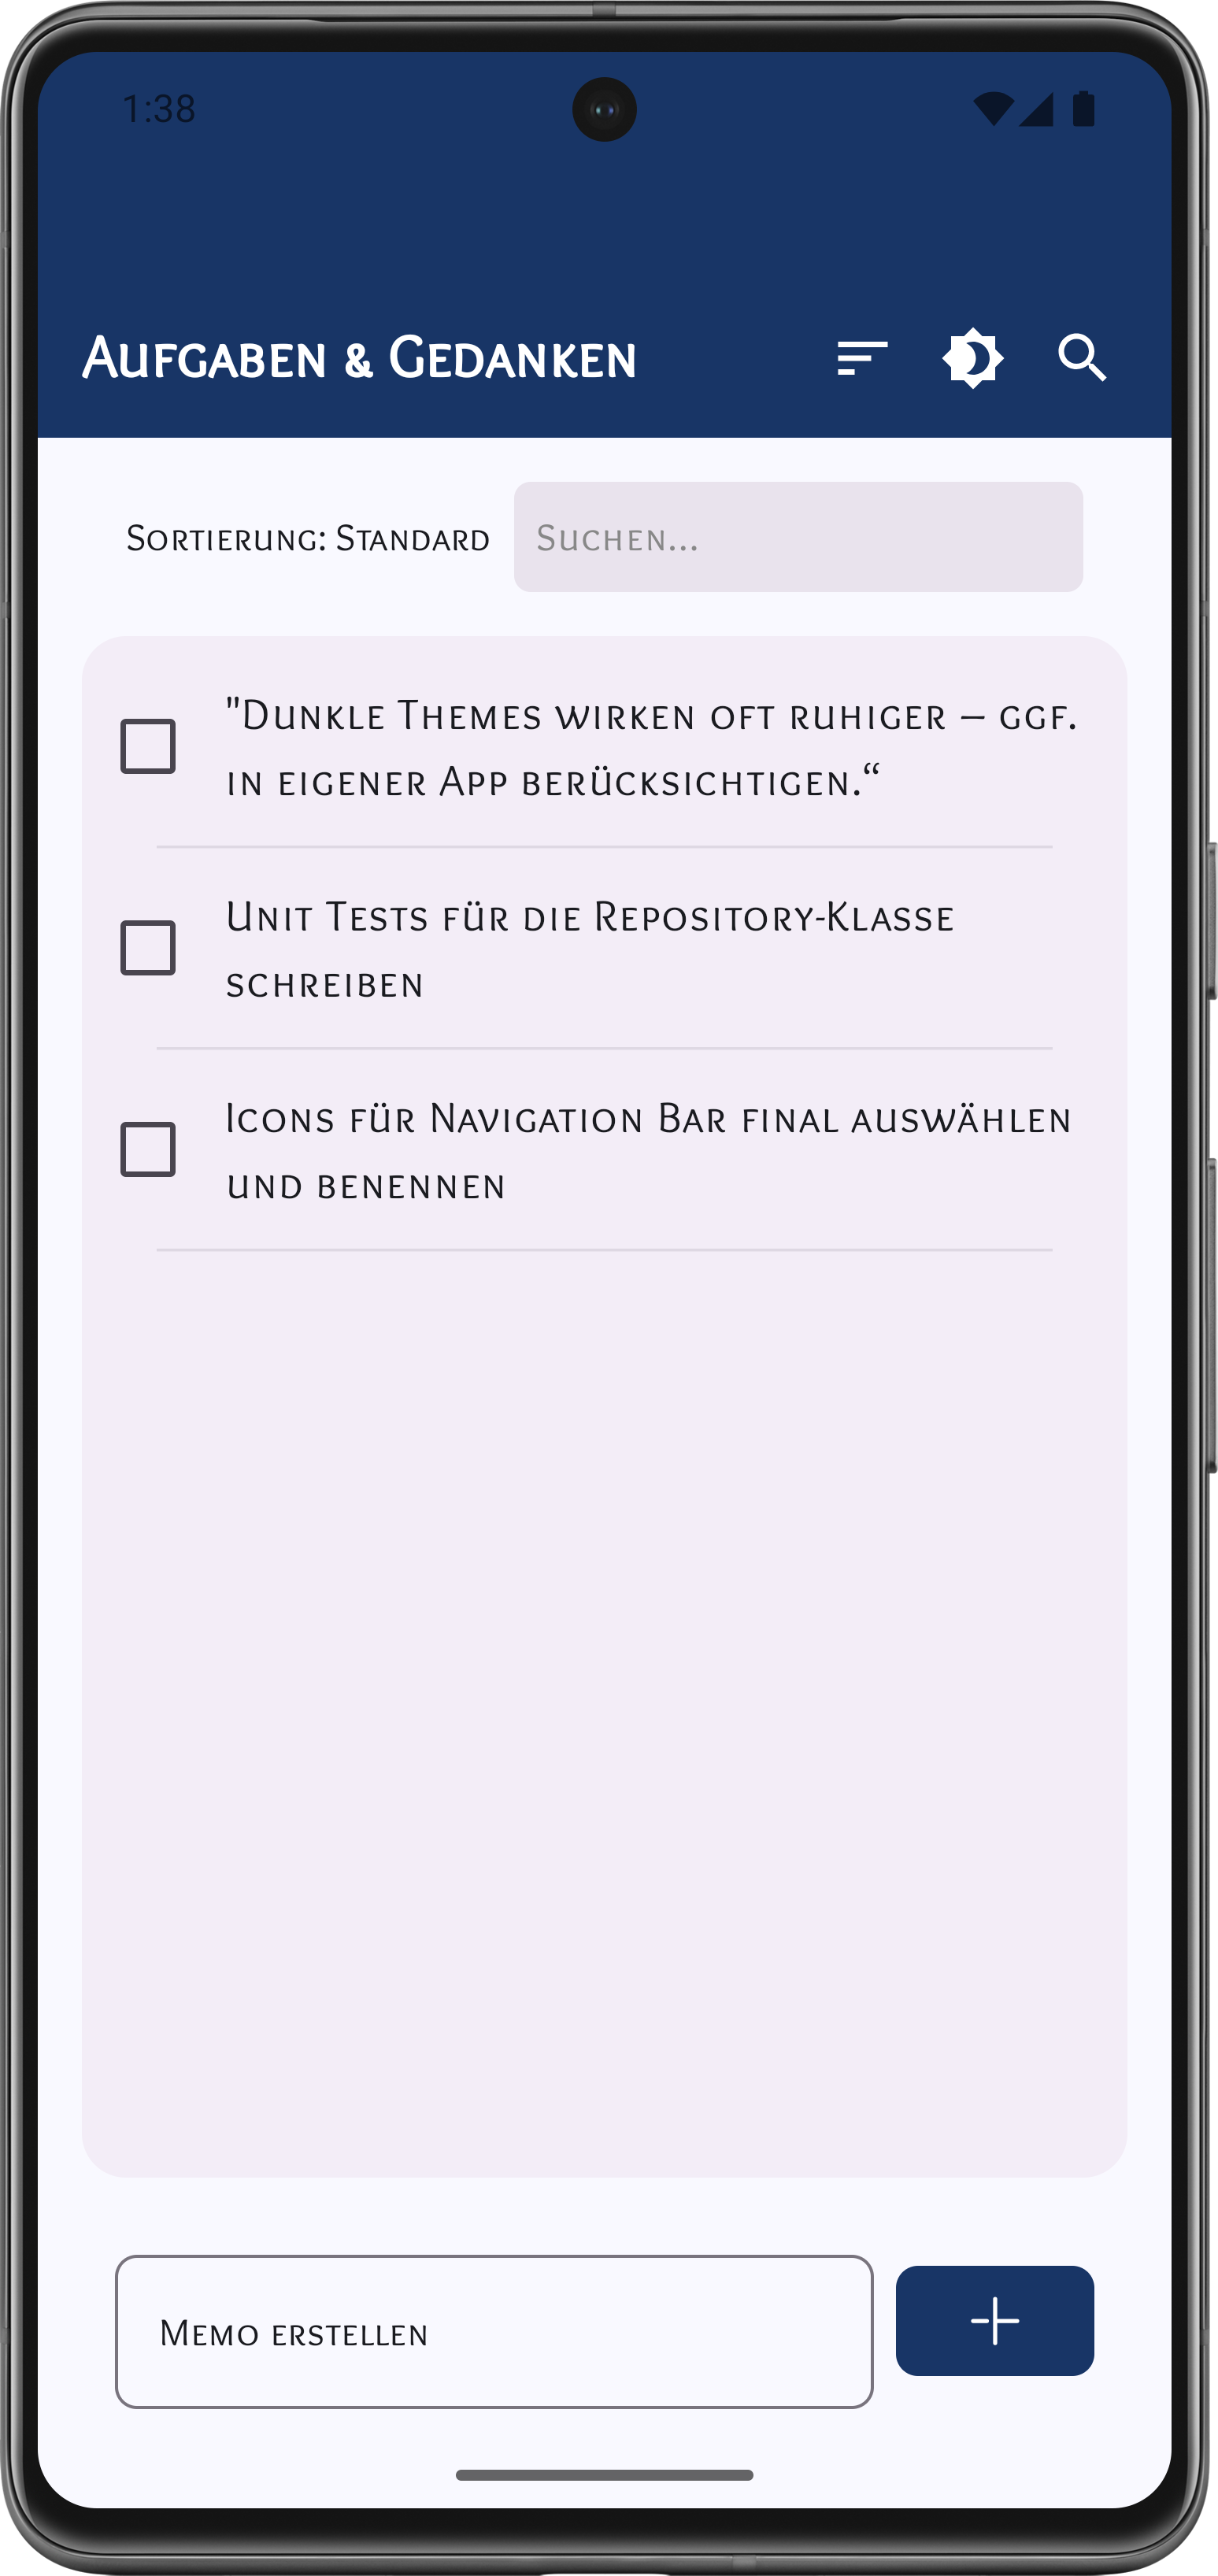 1:38
Aufgaben & Gedanken
Sortierung: Standard
Suchen...
"Dunkle Themes wirken oft ruhiger – ggf.
in eigener App berücksichtigen.“
Unit Tests für die Repository-Klasse
schreiben
Icons für Navigation Bar final auswählen
und benennen
Memo erstellen